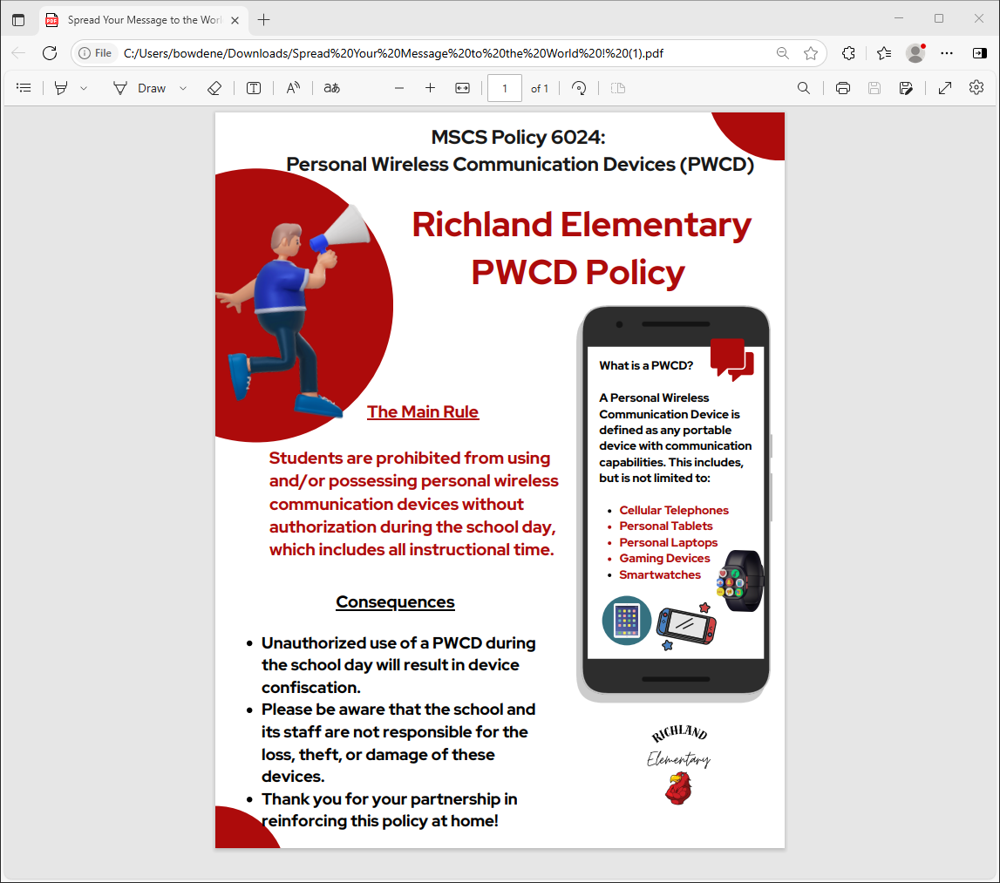 Spread Your Message to the Worl
File
C:/Users/bowdene/Downloads/Spread%20Your%20Message%20to%20the%20World%20!%20(1).pdf
Draw
T
A
aあ
1
of 1
MSCS Policy 6024:
Personal Wireless Communication Devices (PWCD)
Richland Elementary
PWCD Policy
The Main Rule
Students are prohibited from using
and/or possessing personal wireless
communication devices without
authorization during the school day,
which includes all instructional time.
Consequences
• Unauthorized use of a PWCD during
the school day will result in device
confiscation.
• Please be aware that the school and
its staff are not responsible for the
loss, theft, or damage of these
devices.
• Thank you for your partnership in
reinforcing this policy at home!
What is a PWCD?
A Personal Wireless
Communication Device is
defined as any portable
device with communication
capabilities. This includes,
but is not limited to:
• Cellular Telephones
• Personal Tablets
• Personal Laptops
• Gaming Devices
• Smartwatches
RICHLAND
Elementary